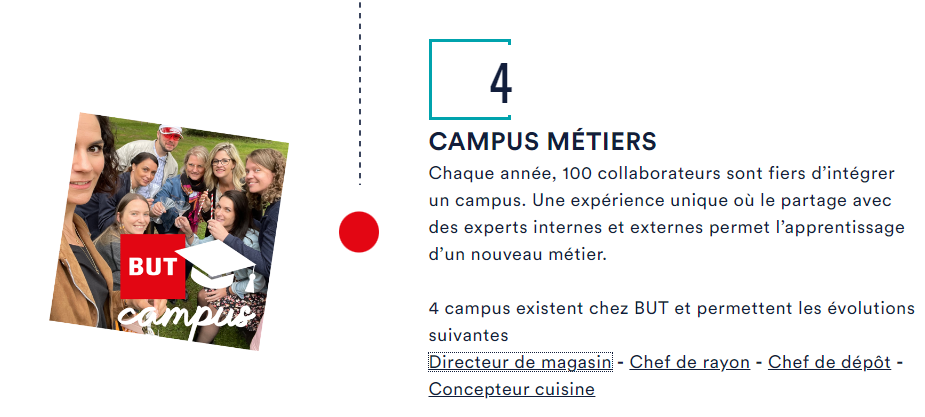 4
CAMPUS MÉTIERS
Chaque année, 100 collaborateurs sont fiers d’intégrer
un campus. Une expérience unique où le partage avec
des experts internes et externes permet l’apprentissage
d’un nouveau métier.
4 campus existent chez BUT et permettent les évolutions
suivantes
Directeur de magasin - Chef de rayon - Chef de dépôt -
Concepteur cuisine
BUT
campus